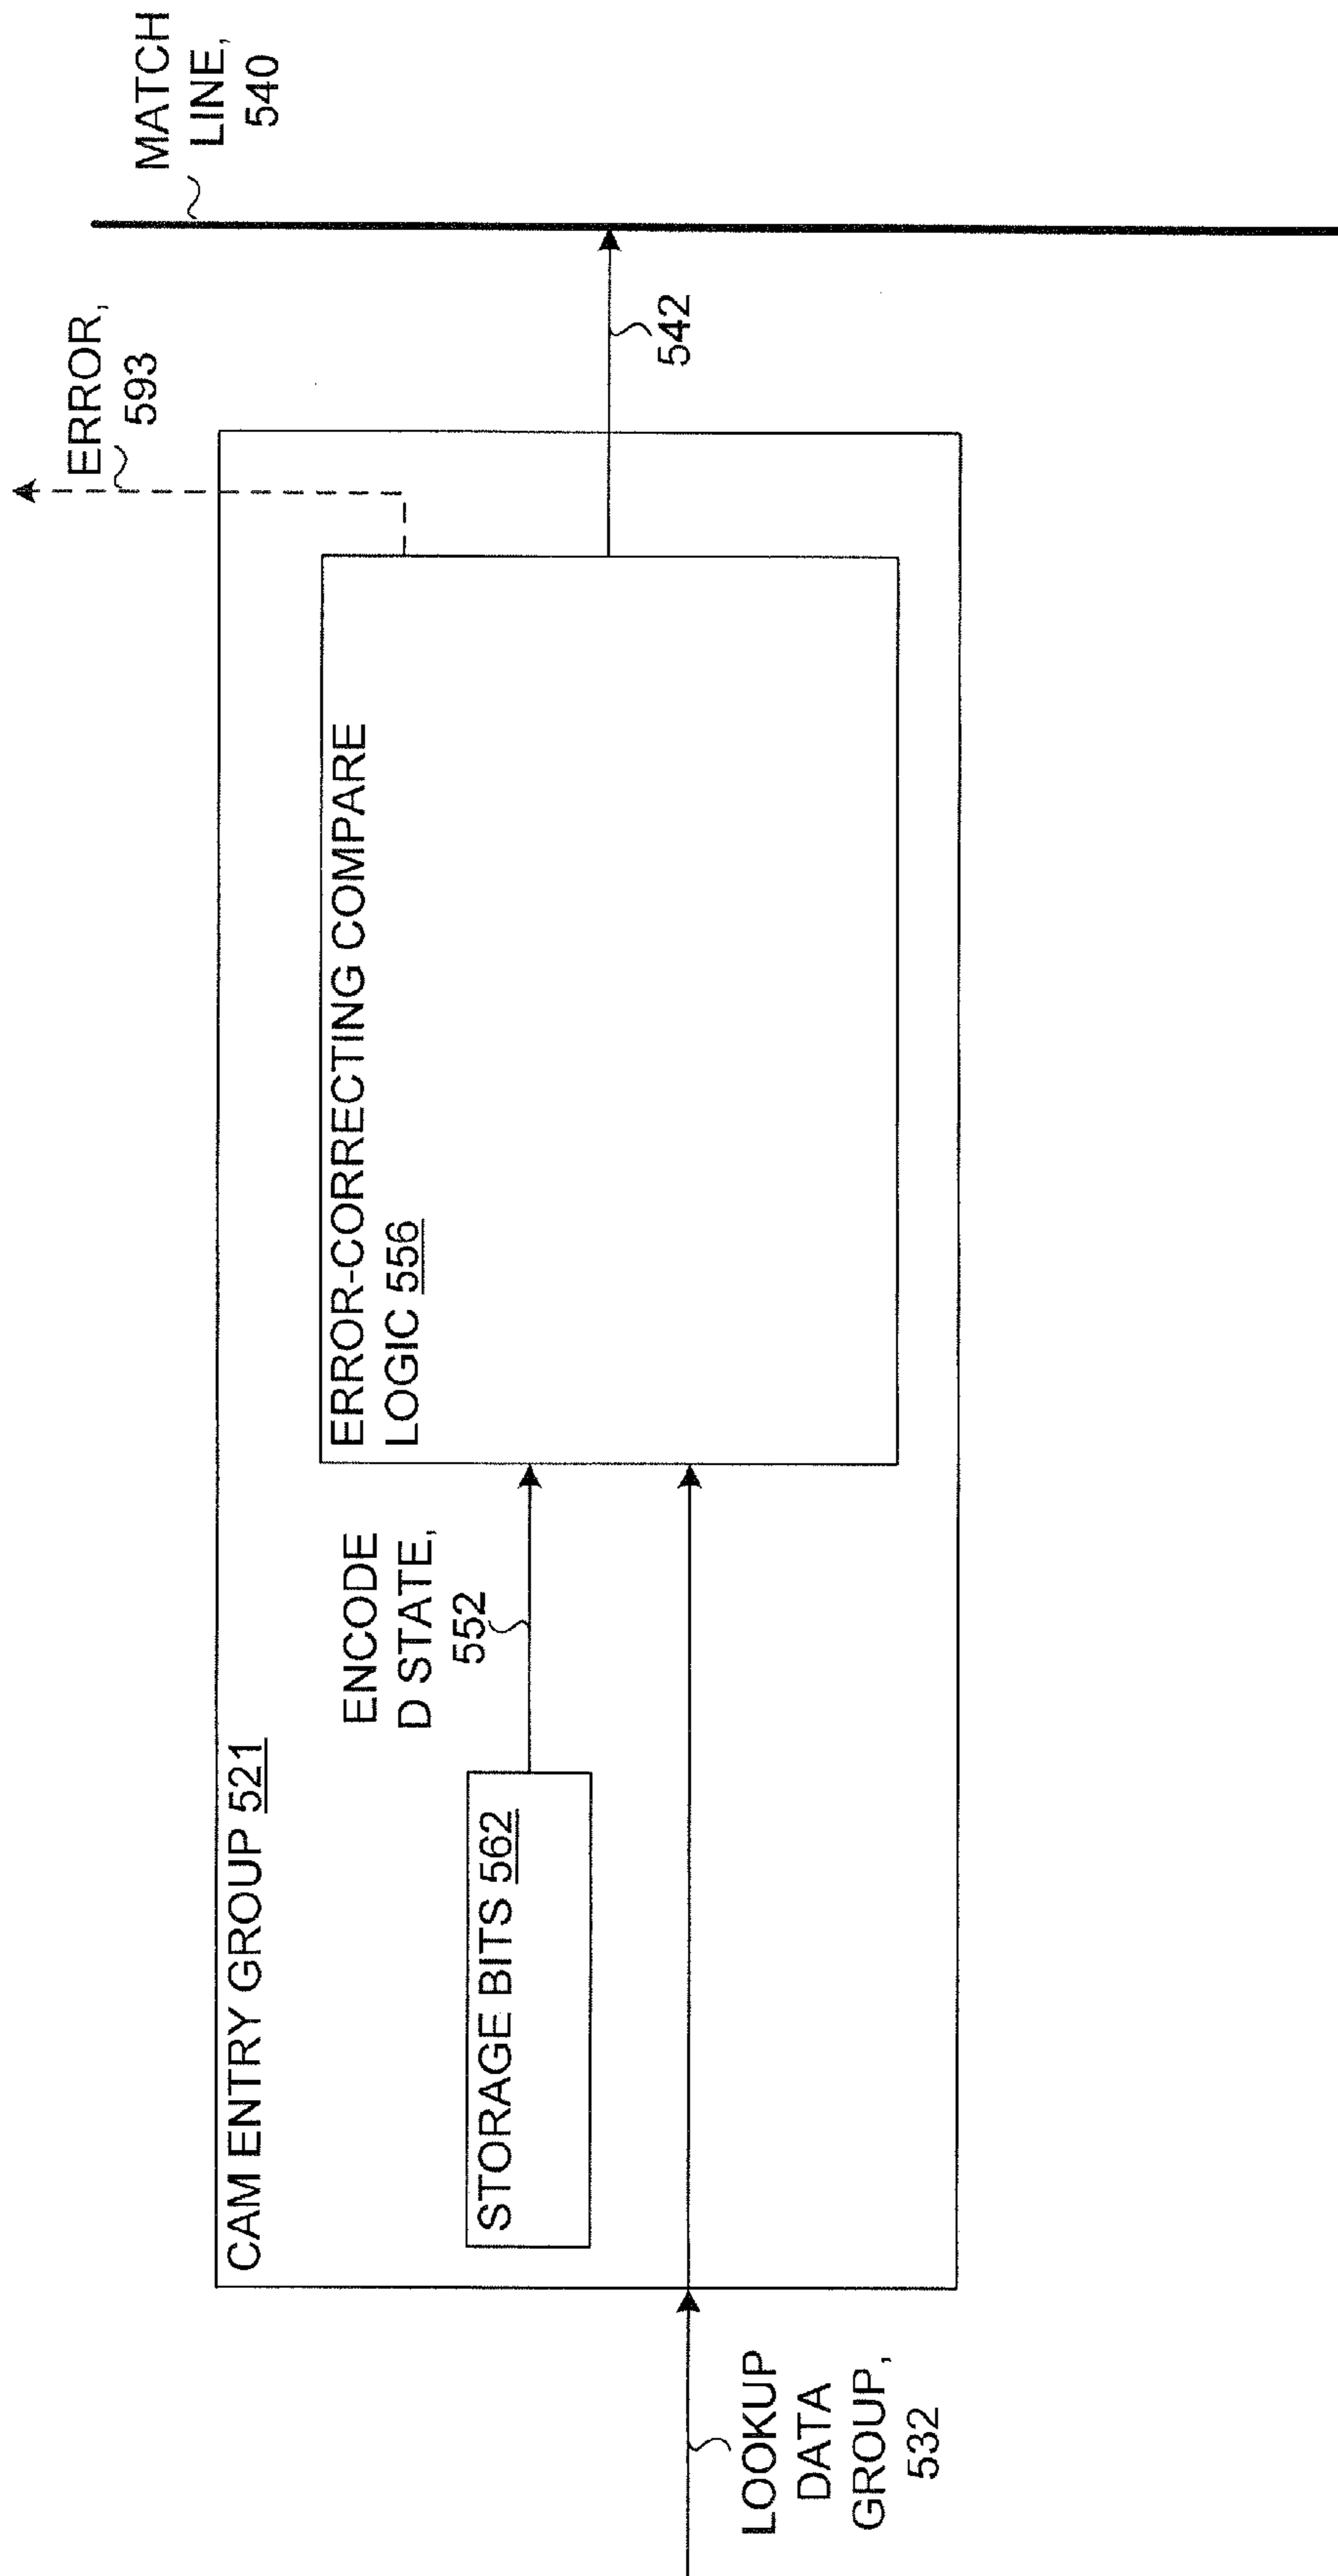 CAM ENTRY GROUP 521
STORAGE BITS 562
ENCODE
D STATE,
552
ERROR-CORRECTING COMPARE
LOGIC 556
ERROR,
593
MATCH
LINE,
540
542
LOOKUP
DATA
GROUP,
532